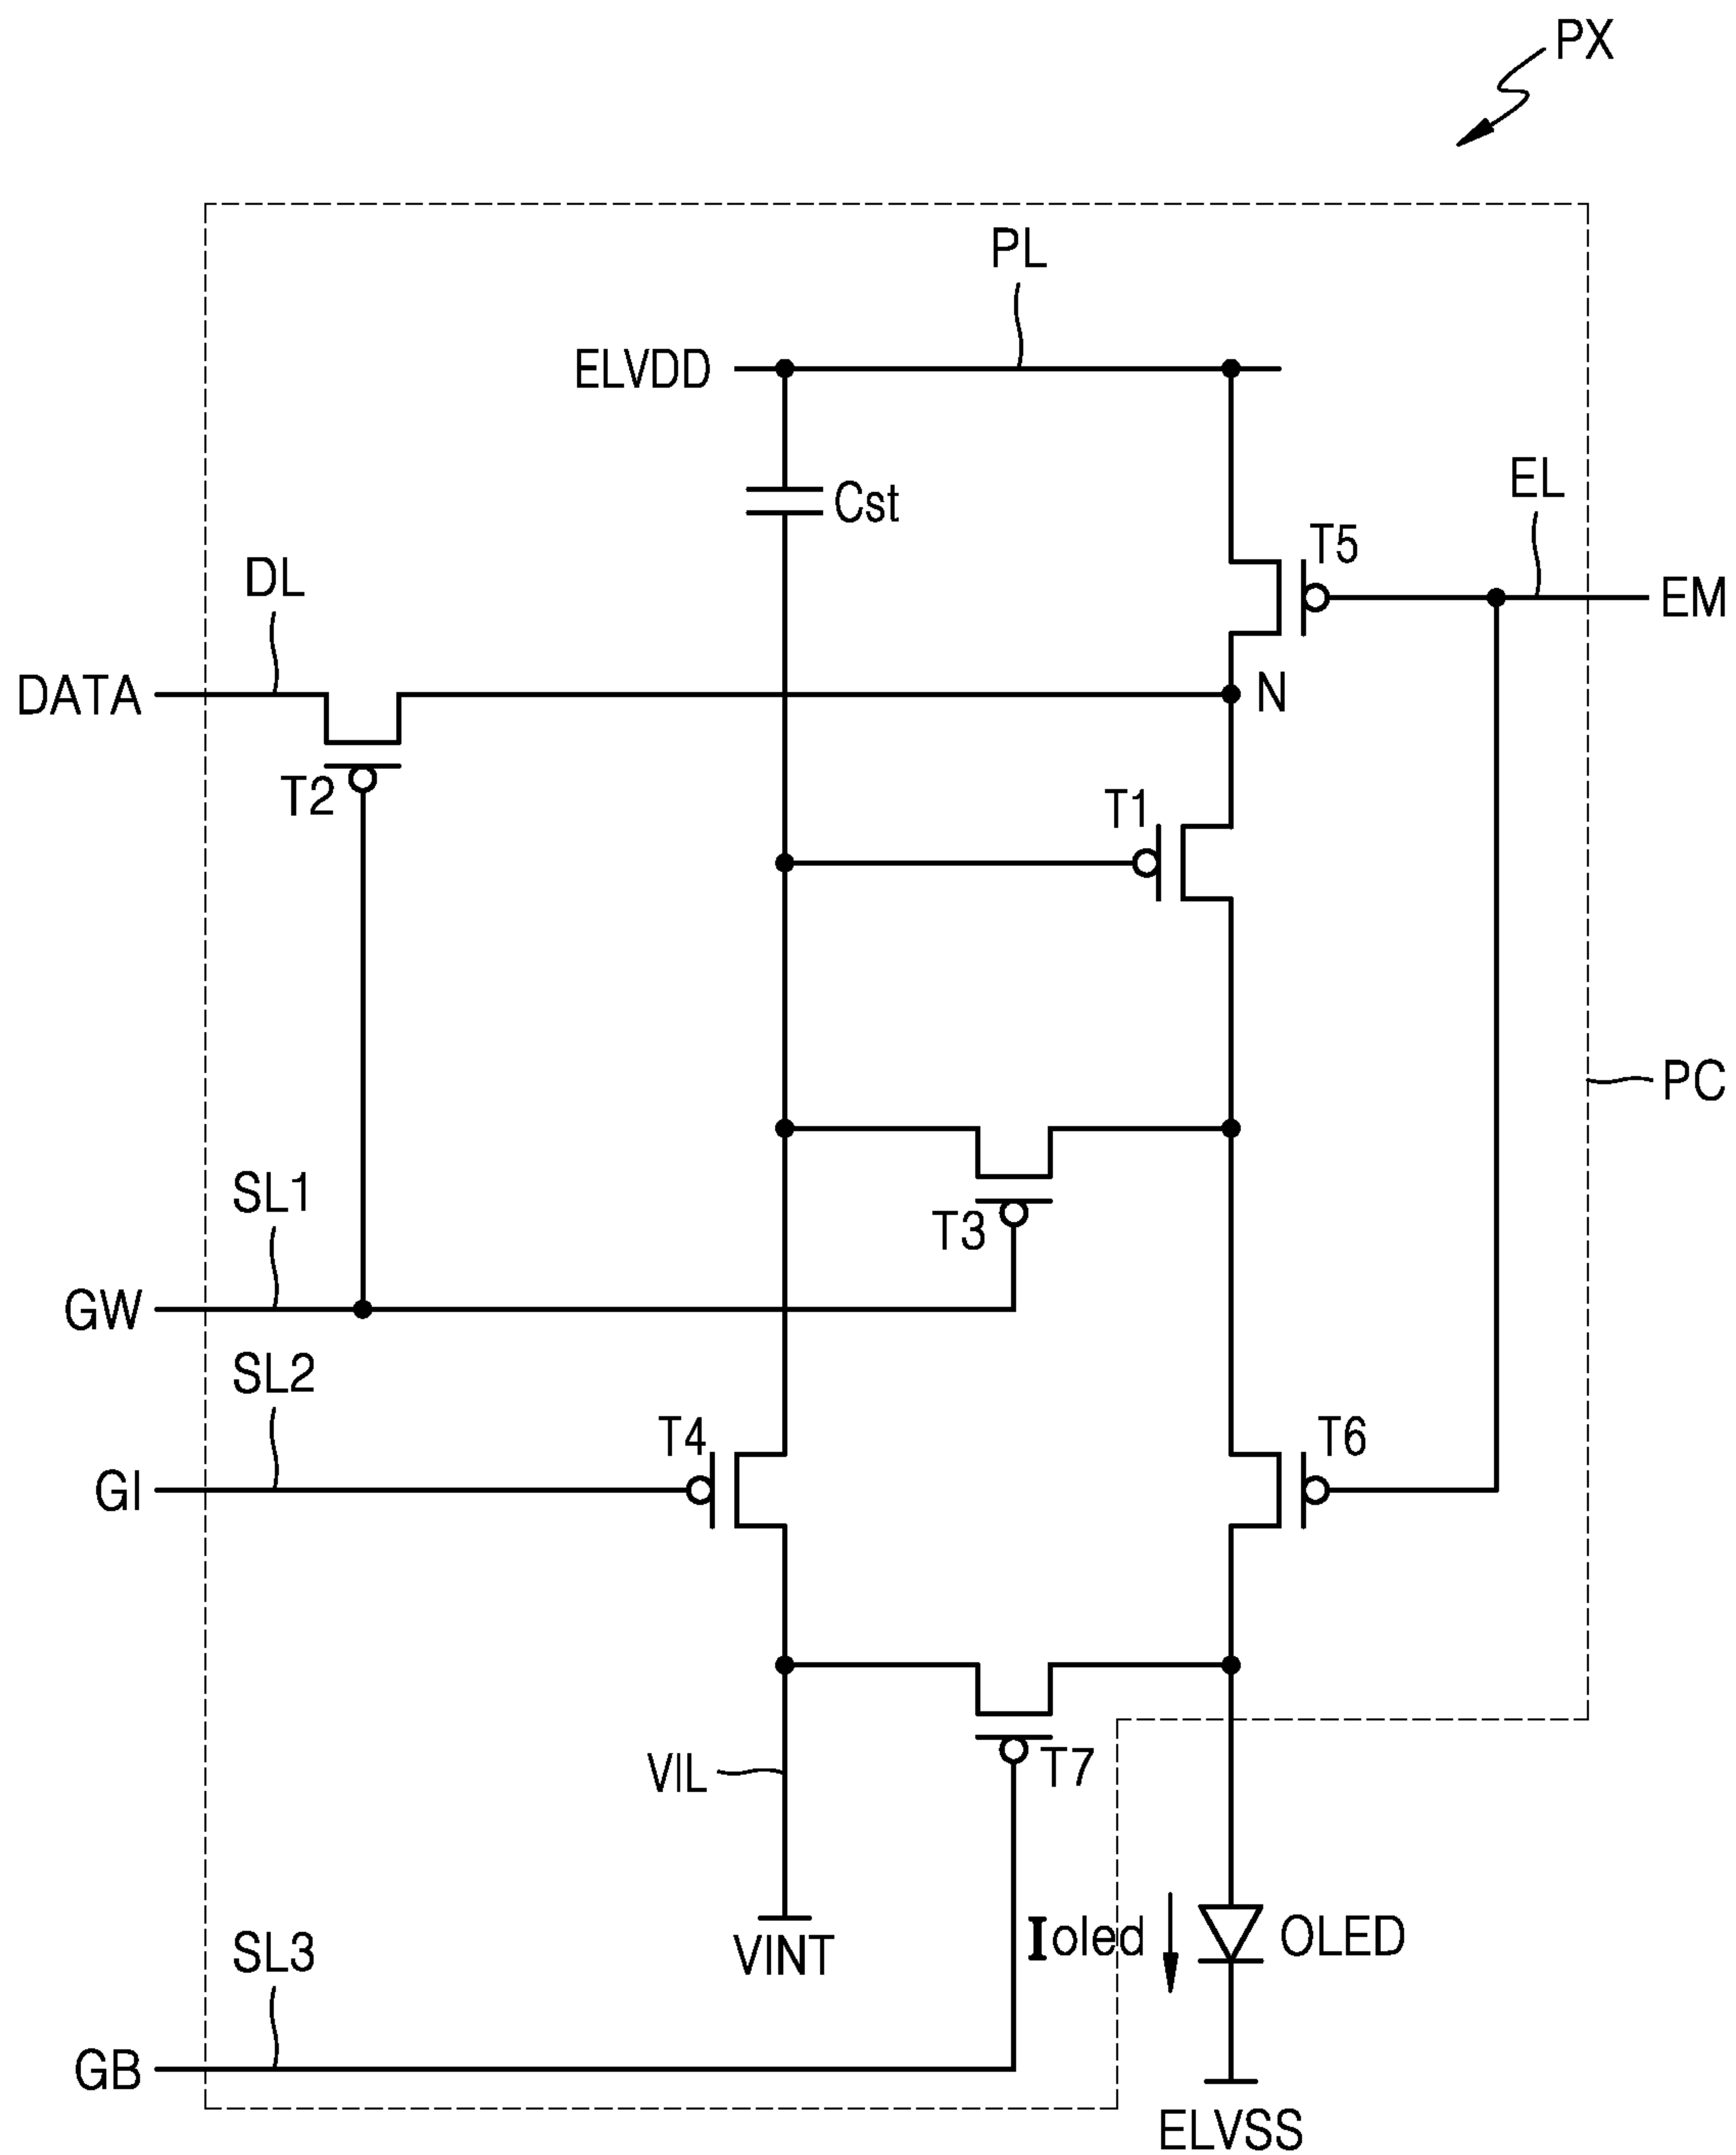 PX
PL
ELVDD
Cst
EL
T5
EM
DL
DATA
N
T2
T1
PC
SL1
T3
GW
SL2
T4
T6
GI
VIL
T7
VINT
Ioled
OLED
SL3
GB
ELVSS